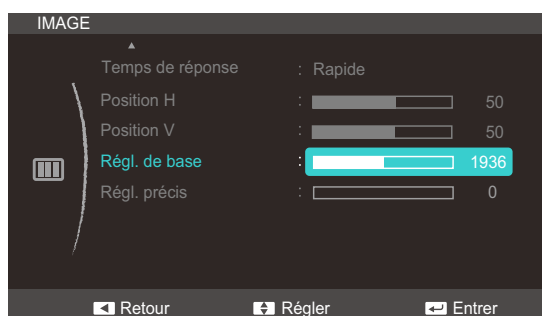 IMAGE
Temps de réponse : Rapide
Position H : 50
Position V : 50
Régl. de base : 1936
Régl. précis : 0
Retour Régler Entrer